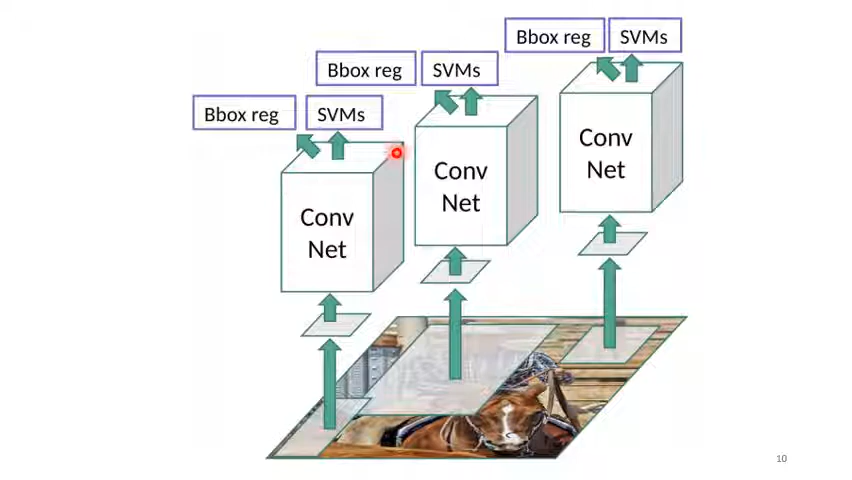 Bbox reg
SVMs
Bbox reg
SVMs
Bbox reg
SVMs
Conv
Net
Conv
Net
Conv
Net
10